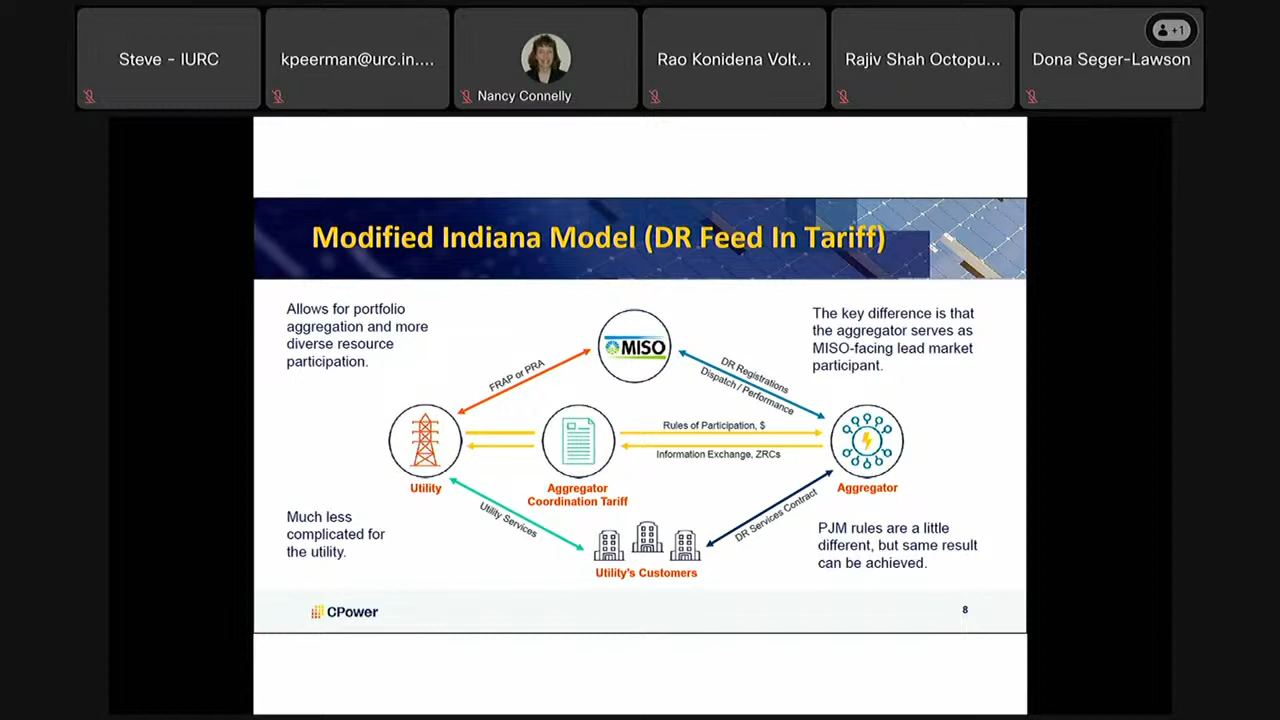 Steve - IURC
kpeerman@urc.in....
Nancy Connelly
Rao Konidena Volt...
Rajiv Shah Octopu...
+1
Dona Seger-Lawson
Modified Indiana Model (DR Feed In Tariff)
Allows for portfolio
aggregation and more
diverse resource
participation.
MISO
The key difference is that
the aggregator serves as
MISO-facing lead market
participant.
FRAP or PRA
DR Registrations
Dispatch / Performance
Rules of Participation, $
Information Exchange, ZRCs
Utility
Aggregator
Coordination Tariff
Aggregator
Utility Services
DR Services Contract
Much less
complicated for
the utility.
Utility's Customers
PJM rules are a little
different, but same result
can be achieved.
CPower
8